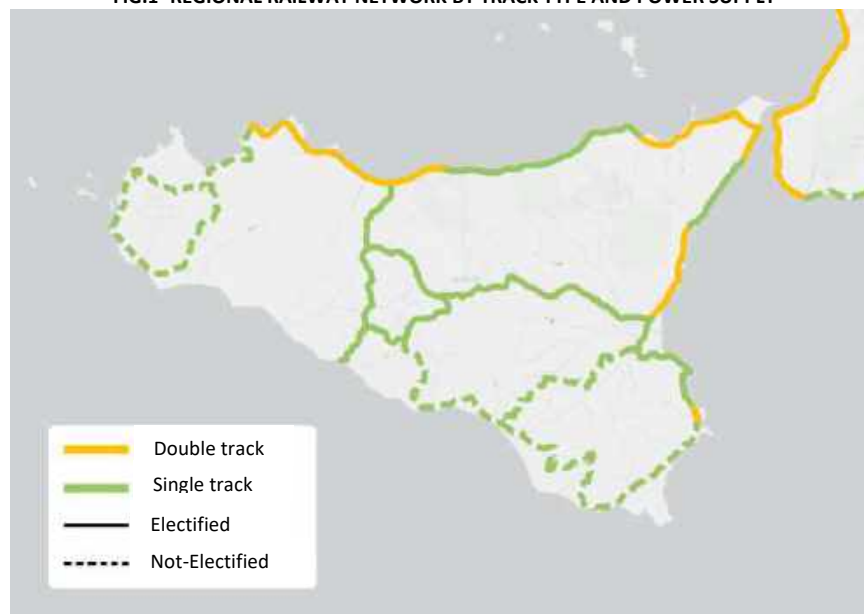 FIG.1- REGIONAL RAILWAY NETWORK BY TRACK TYPE AND POWER SUPPLY
Double track
Single track
Electified
Not-Electified